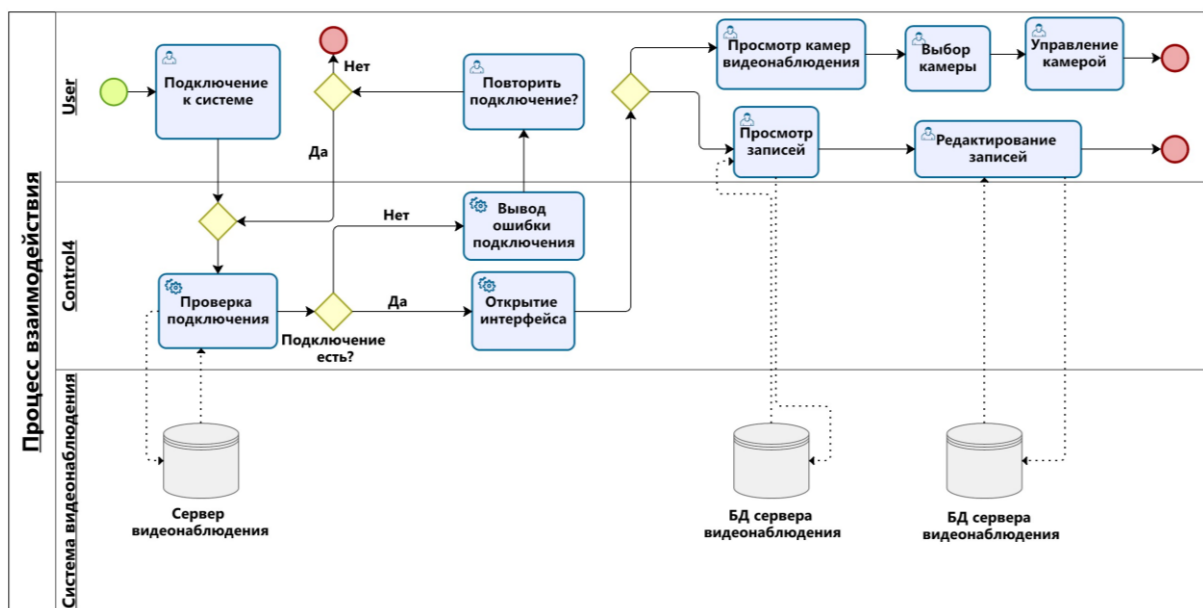 Процесс взаимодействия
User
Подключение
к системе
Нет
Да
Повторить
подключение?
Просмотр камер
видеонаблюдения
Выбор
камеры
Управление
камерой
Просмотр
записей
Редактирование
записей
Control4
Проверка
подключения
Подключение
есть?
Нет
Да
Вывод
ошибки
подключения
Открытие
интерфейса
Система видеонаблюдения
Сервер
видеонаблюдения
БД сервера
видеонаблюдения
БД сервера
видеонаблюдения